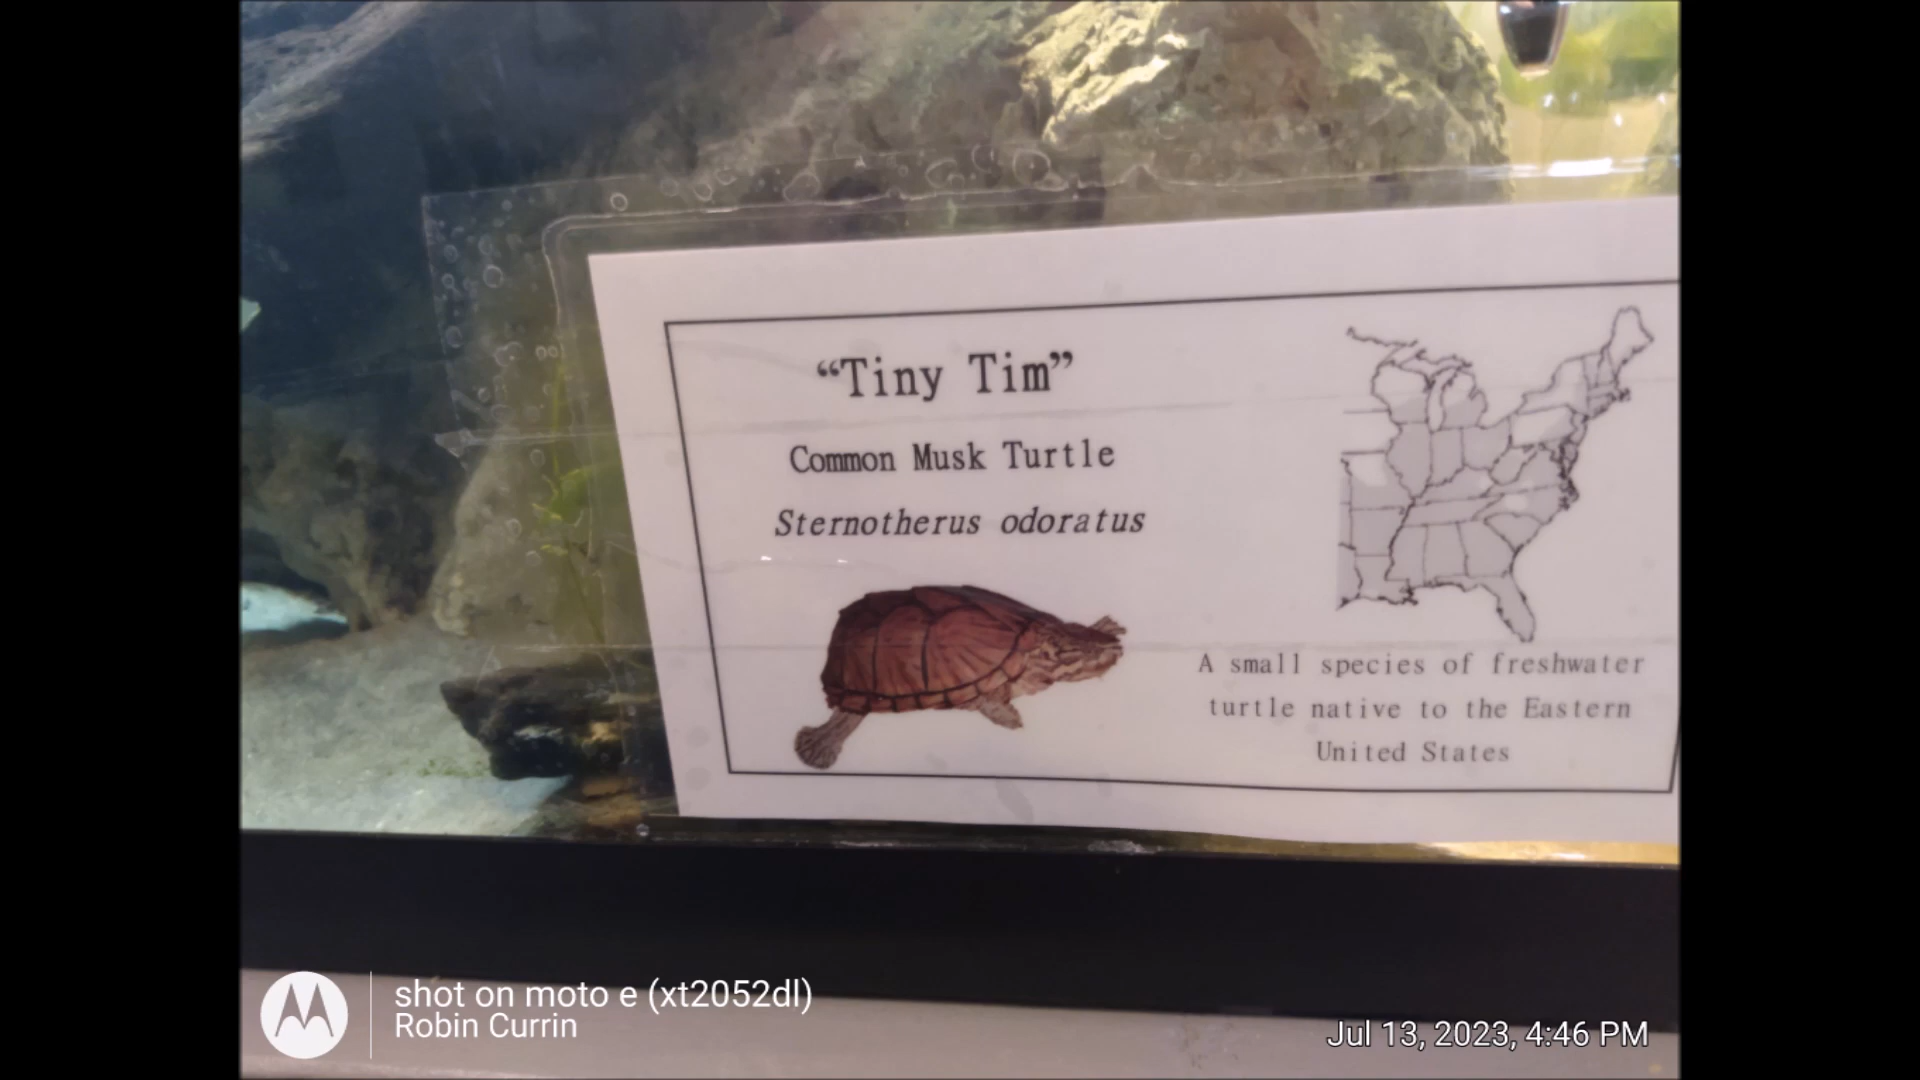 “Tiny Tim”
Common Musk Turtle
Sternotherus odoratus
A small species of freshwater
turtle native to the Eastern
United States
shot on moto e (xt2052dl)
Robin Currin
Jul 13, 2023, 4:46 PM